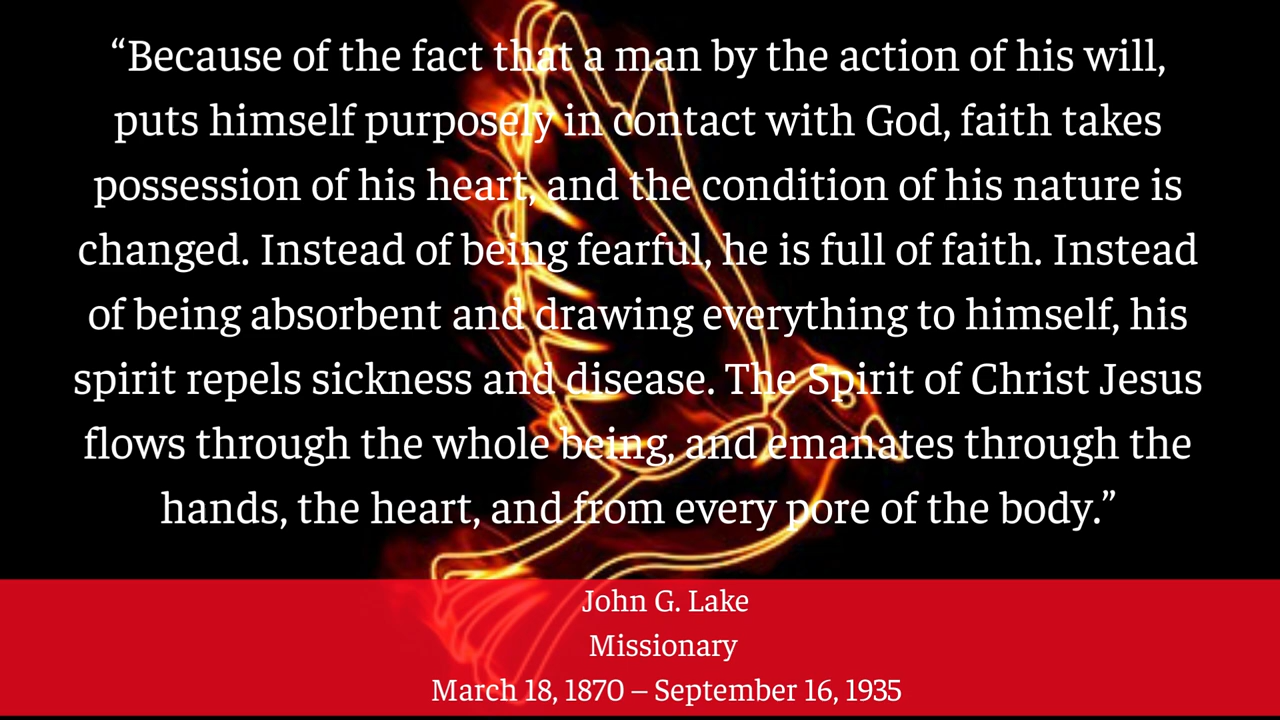 “Because of the fact that a man by the action of his will,
puts himself purposely in contact with God, faith takes
possession of his heart, and the condition of his nature is
changed. Instead of being fearful, he is full of faith. Instead
of being absorbent and drawing everything to himself, his
spirit repels sickness and disease. The Spirit of Christ Jesus
flows through the whole being, and emanates through the
hands, the heart, and from every pore of the body.”
John G. Lake
Missionary
March 18, 1870 – September 16, 1935